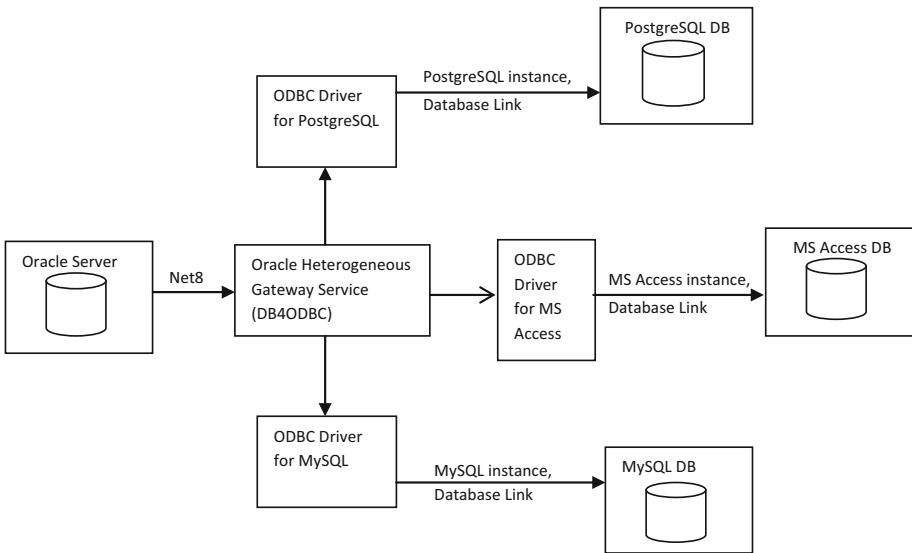 PostgreSQL DB
PostgreSQL instance,
Database Link
ODBC Driver
for PostgreSQL
Oracle Server
Net8
Oracle Heterogeneous
Gateway Service
(DB4ODBC)
ODBC
Driver
for MS
Access
MS Access instance,
Database Link
MS Access DB
ODBC Driver
for MySQL
MySQL instance,
Database Link
MySQL DB